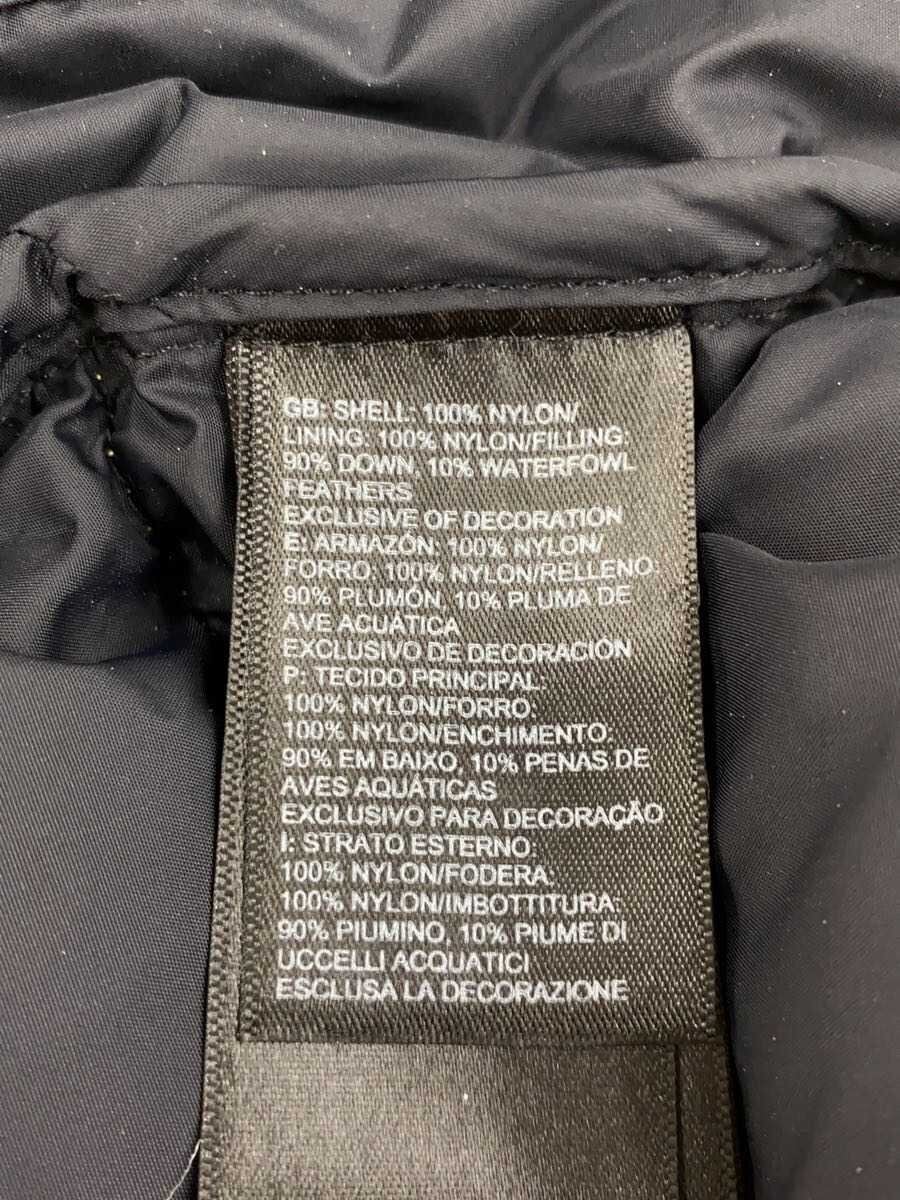 GB: SHELL: 100% NYLON/
LINING: 100% NYLON/FILLING:
90% DOWN, 10% WATERFOWL
FEATHERS
EXCLUSIVE OF DECORATION
E: ARMAZÓN: 100% NYLON/
FORRO: 100% NYLON/RELLENO:
90% PLUMÓN, 10% PLUMA DE
AVE ACUÁTICA
EXCLUSIVO DE DECORACIÓN
P: TECIDO PRINCIPAL:
100% NYLON/FORRO:
100% NYLON/ENCHIMENTO:
90% EM BAIXO, 10% PENAS DE
AVES AQUÁTICAS
EXCLUSIVO PARA DECORAÇÃO
I: STRATO ESTERNO:
100% NYLON/FODERA:
100% NYLON/IMBOTTITURA:
90% PIUMINO, 10% PIUME DI
UCCELLI ACQUATICI
ESCLUSA LA DECORAZIONE